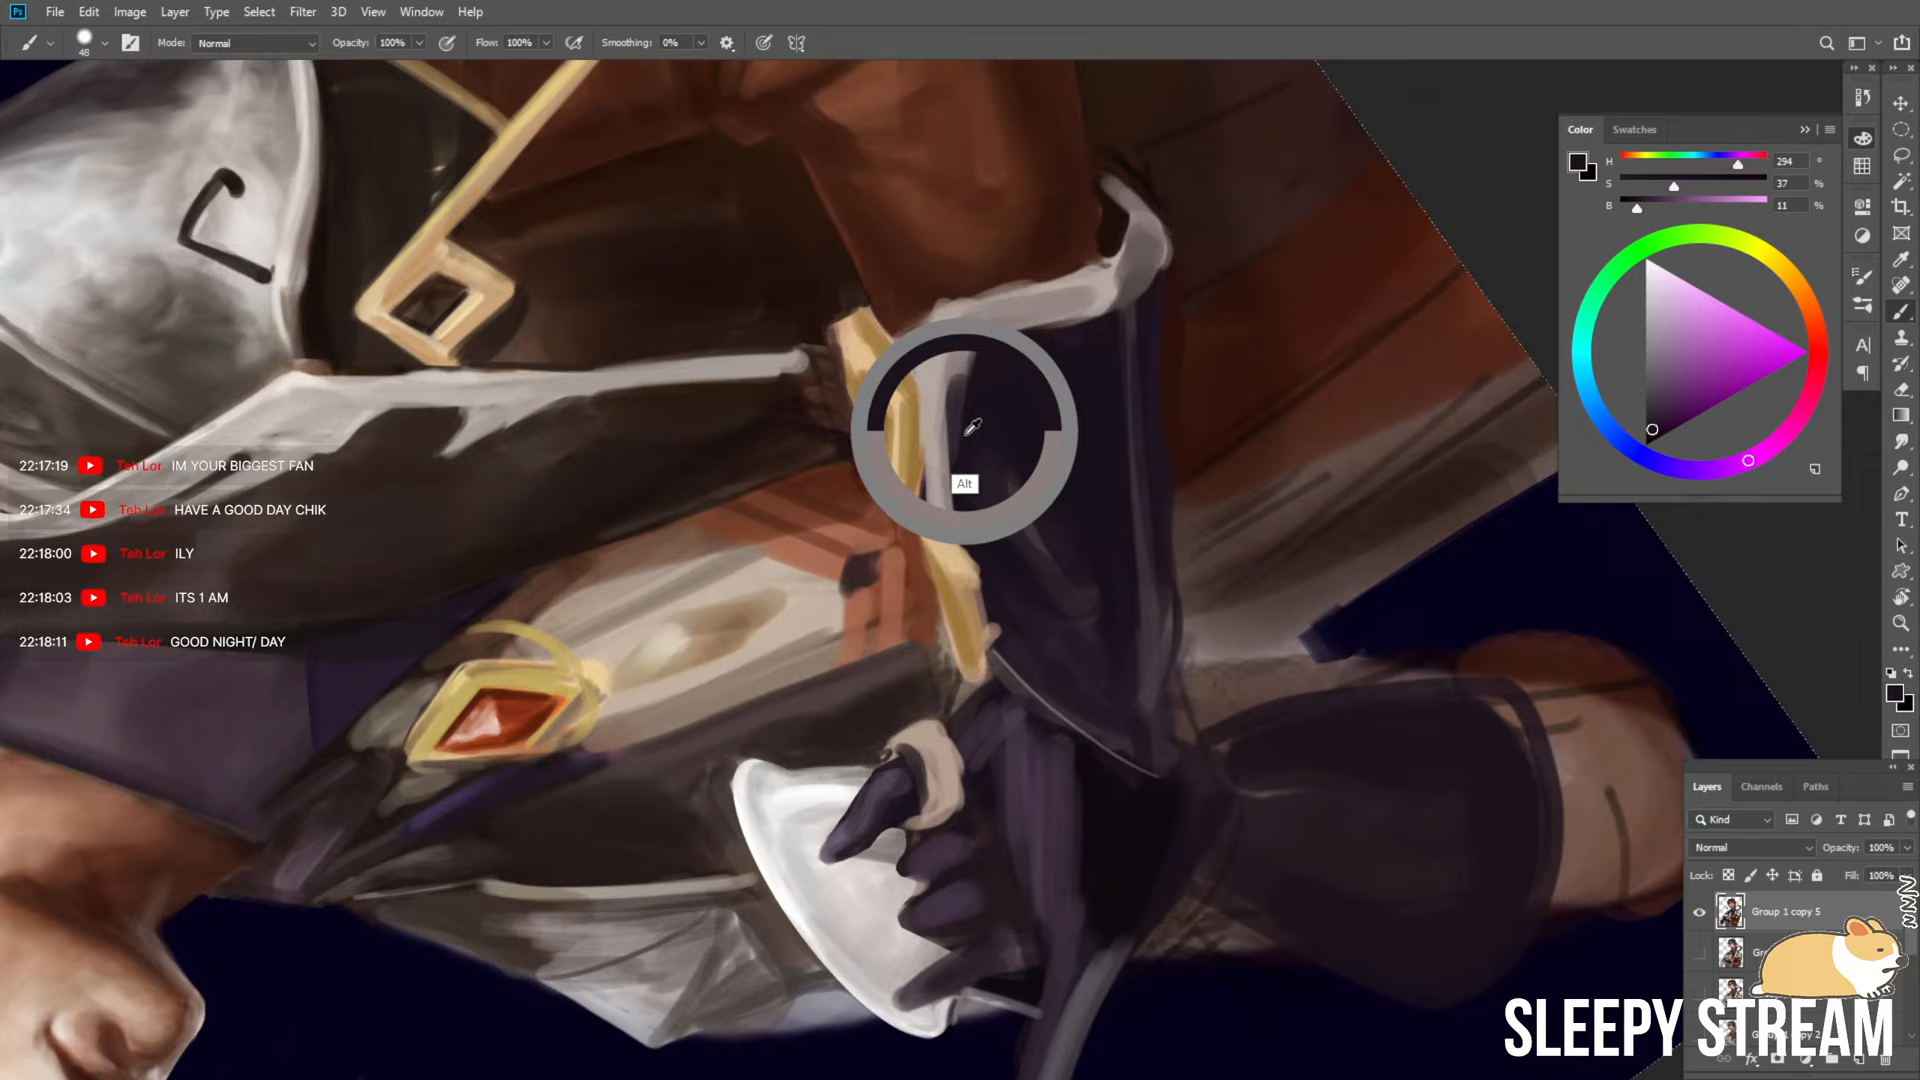 Ps File Edit Image Layer Type Select Filter 3D View Window Help
48 Mode: Normal Opacity: 100% Flow: 100% Smoothing: 0%
Color Swatches
H 294 °
S 37 %
B 11 %
Alt
22:17:19 Teh Lor IM YOUR BIGGEST FAN
22:17:34 Teh Lor HAVE A GOOD DAY CHIK
22:18:00 Teh Lor ILY
22:18:03 Teh Lor ITS 1 AM
22:18:11 Teh Lor GOOD NIGHT/ DAY
Layers Channels Paths
Kind
Normal Opacity: 100%
Lock: Fill: 100%
Group 1 copy 5
SLEEPY STREAM